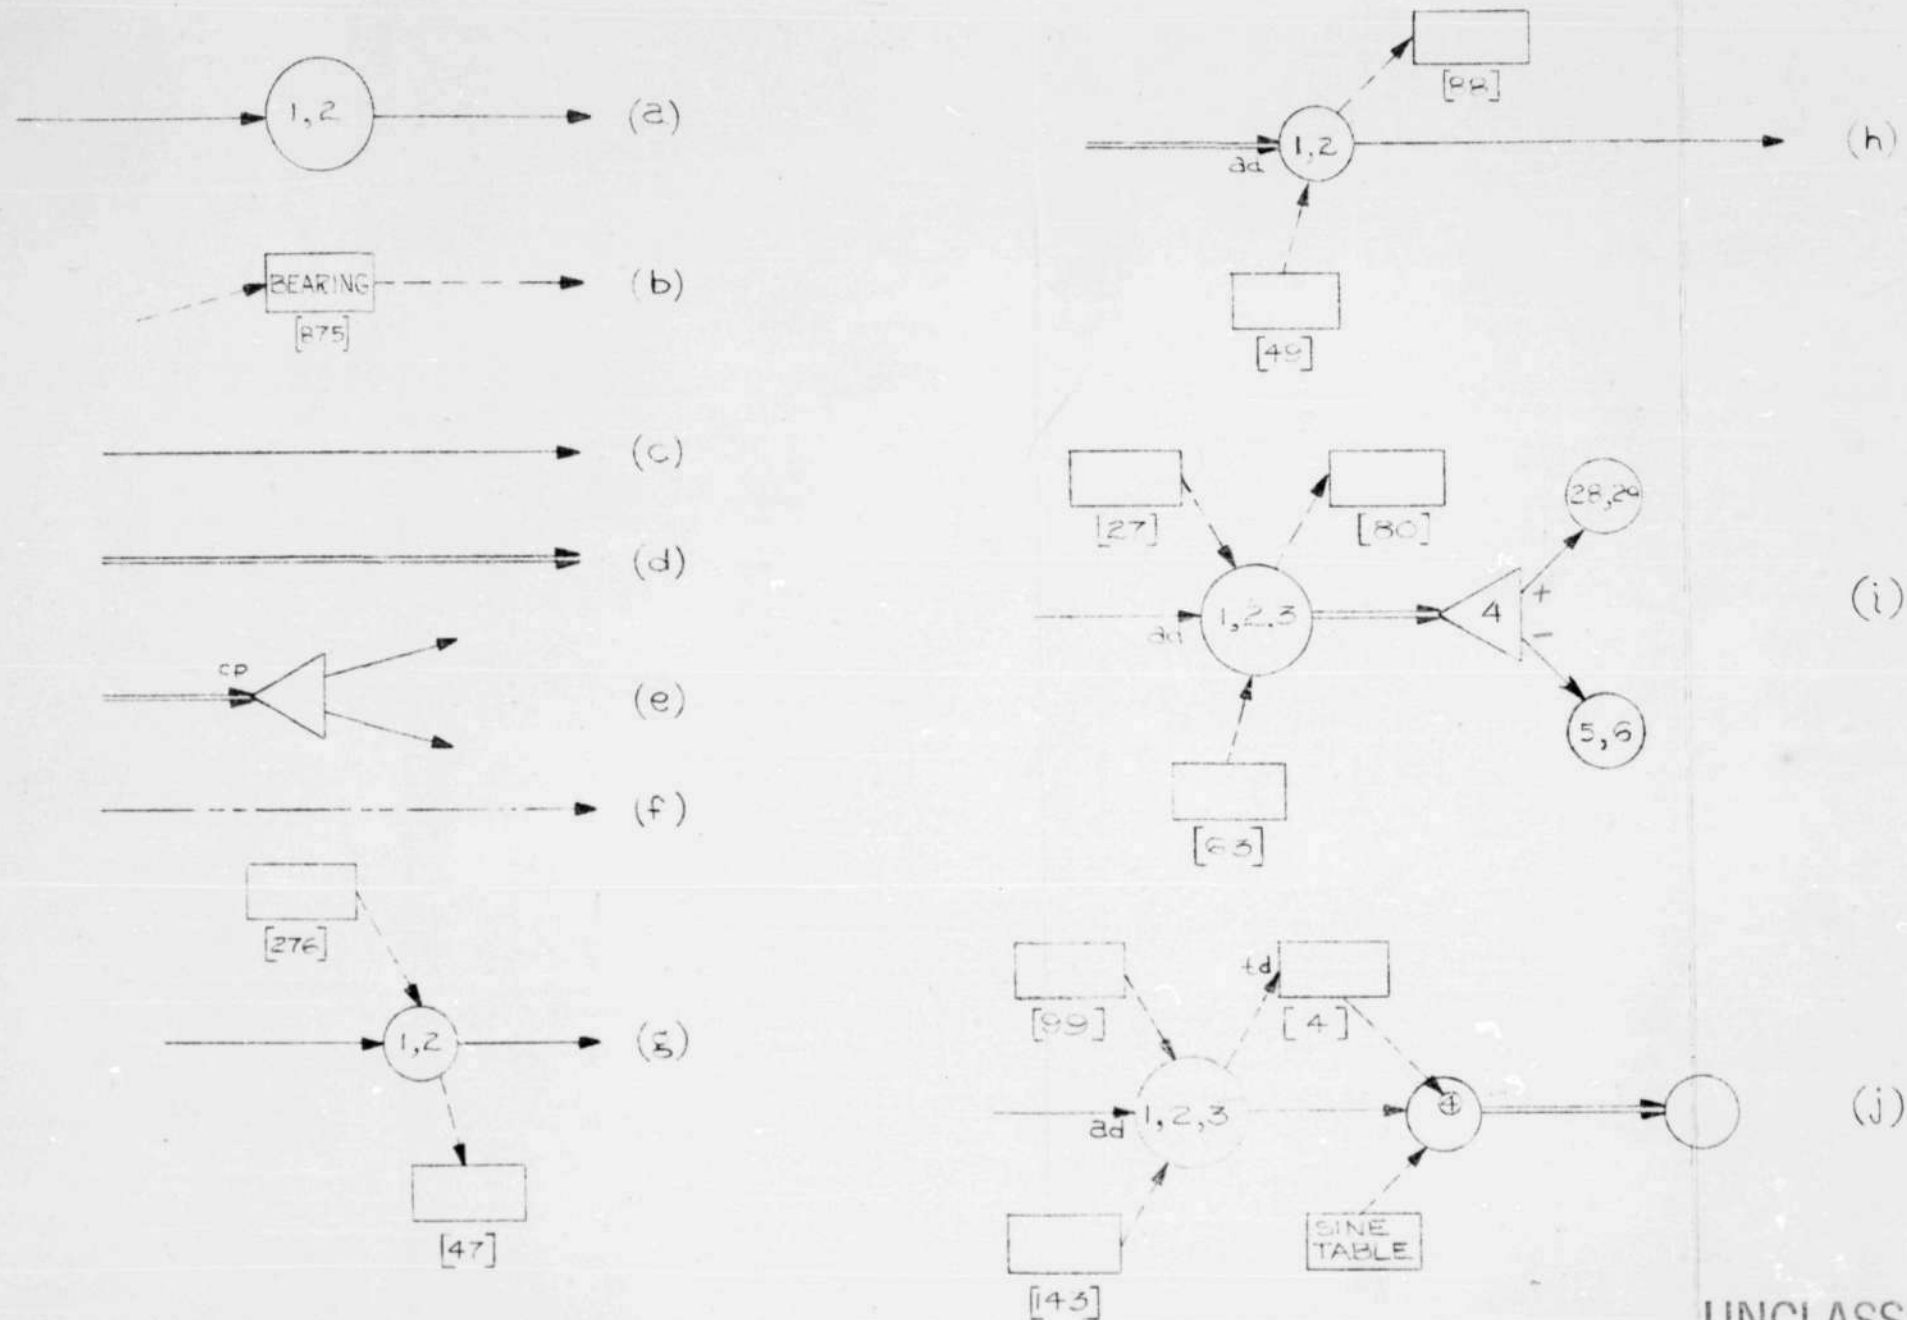 1,2
(a)
BEARING
[875]
(b)
(c)
(d)
cp
(e)
(f)
[276]
1,2
(g)
[47]
[88]
1,2
ad
(h)
[49]
[27]
[80]
28,29
1,2,3
ad
4
+
-
(i)
5,6
[63]
td
[99]
[4]
1,2,3
ad
4
(j)
SINE
TABLE
[143]
UNCLASS